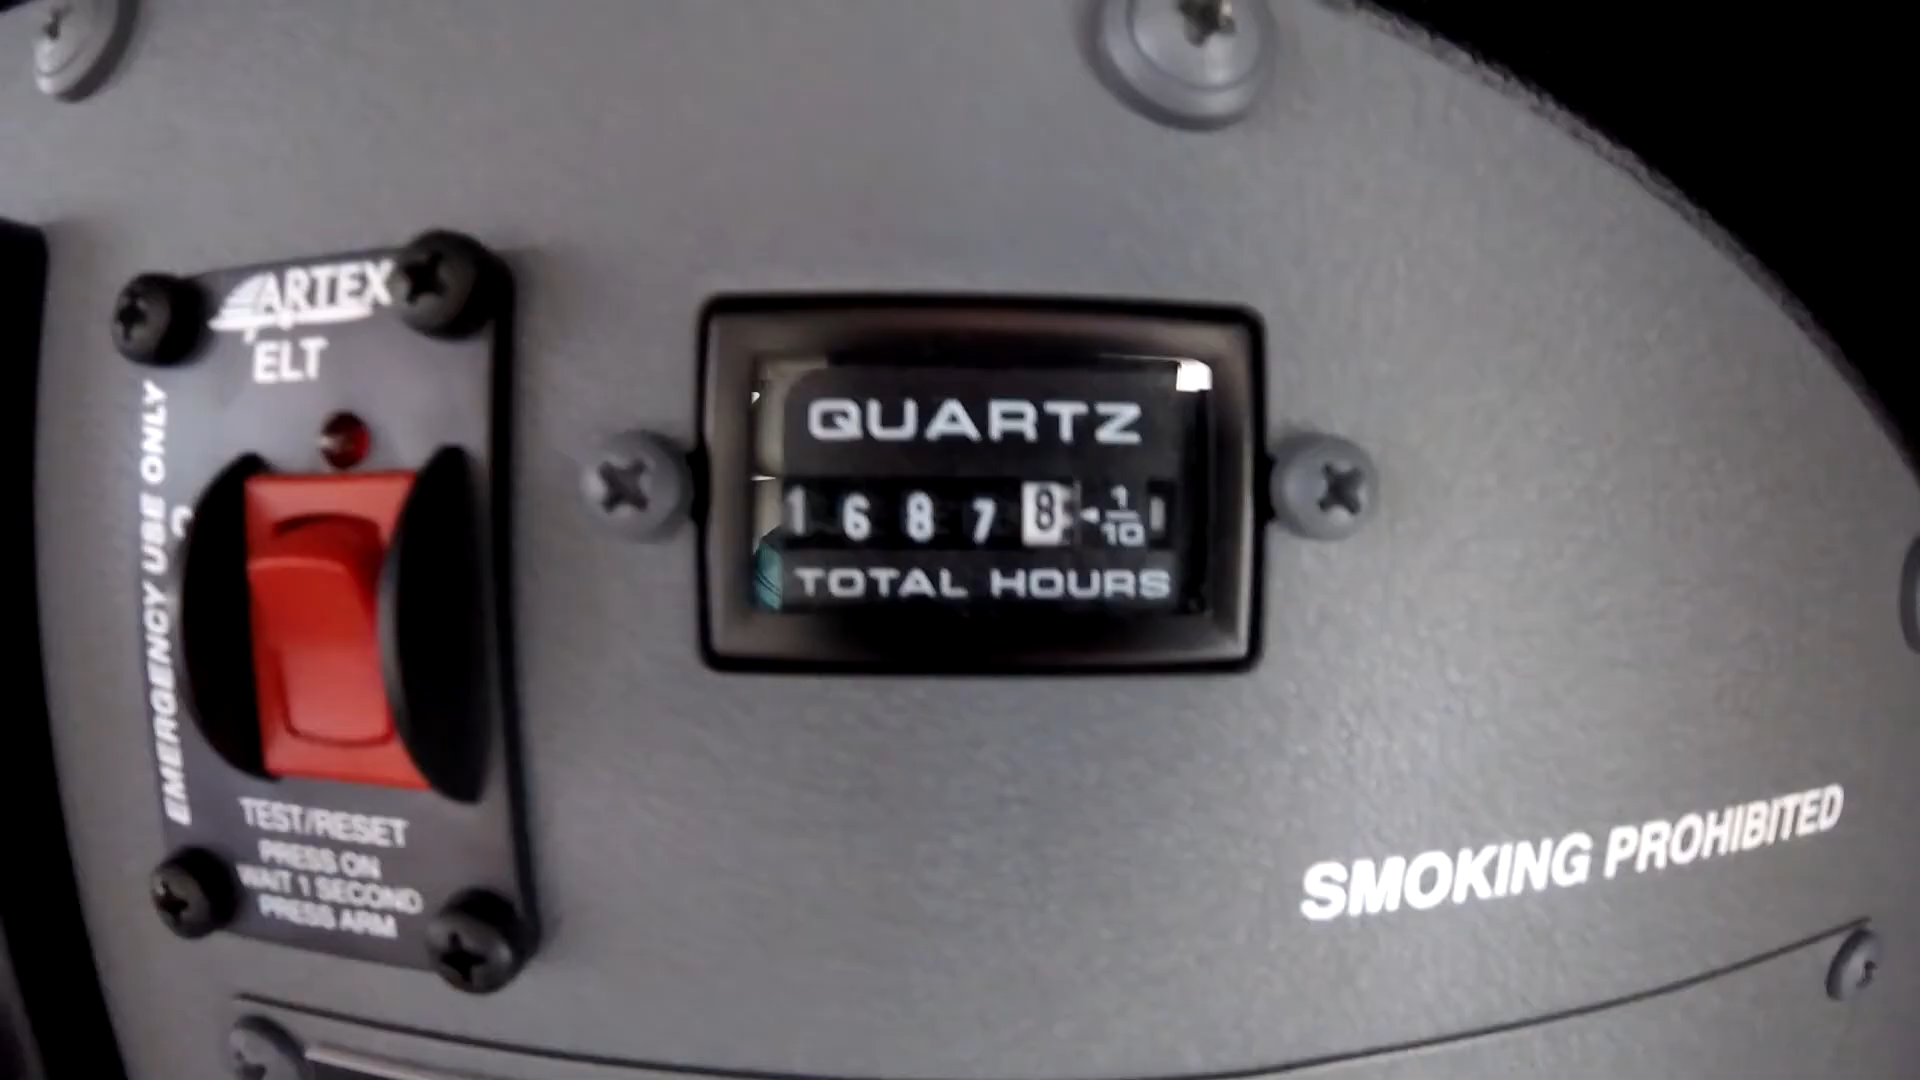 ARTEX
ELT
EMERGENCY USE ONLY
TEST/RESET
PRESS ON
WAIT 1 SECOND
PRESS ARM
QUARTZ
1 6 8 7 8 1/10
TOTAL HOURS
SMOKING PROHIBITED